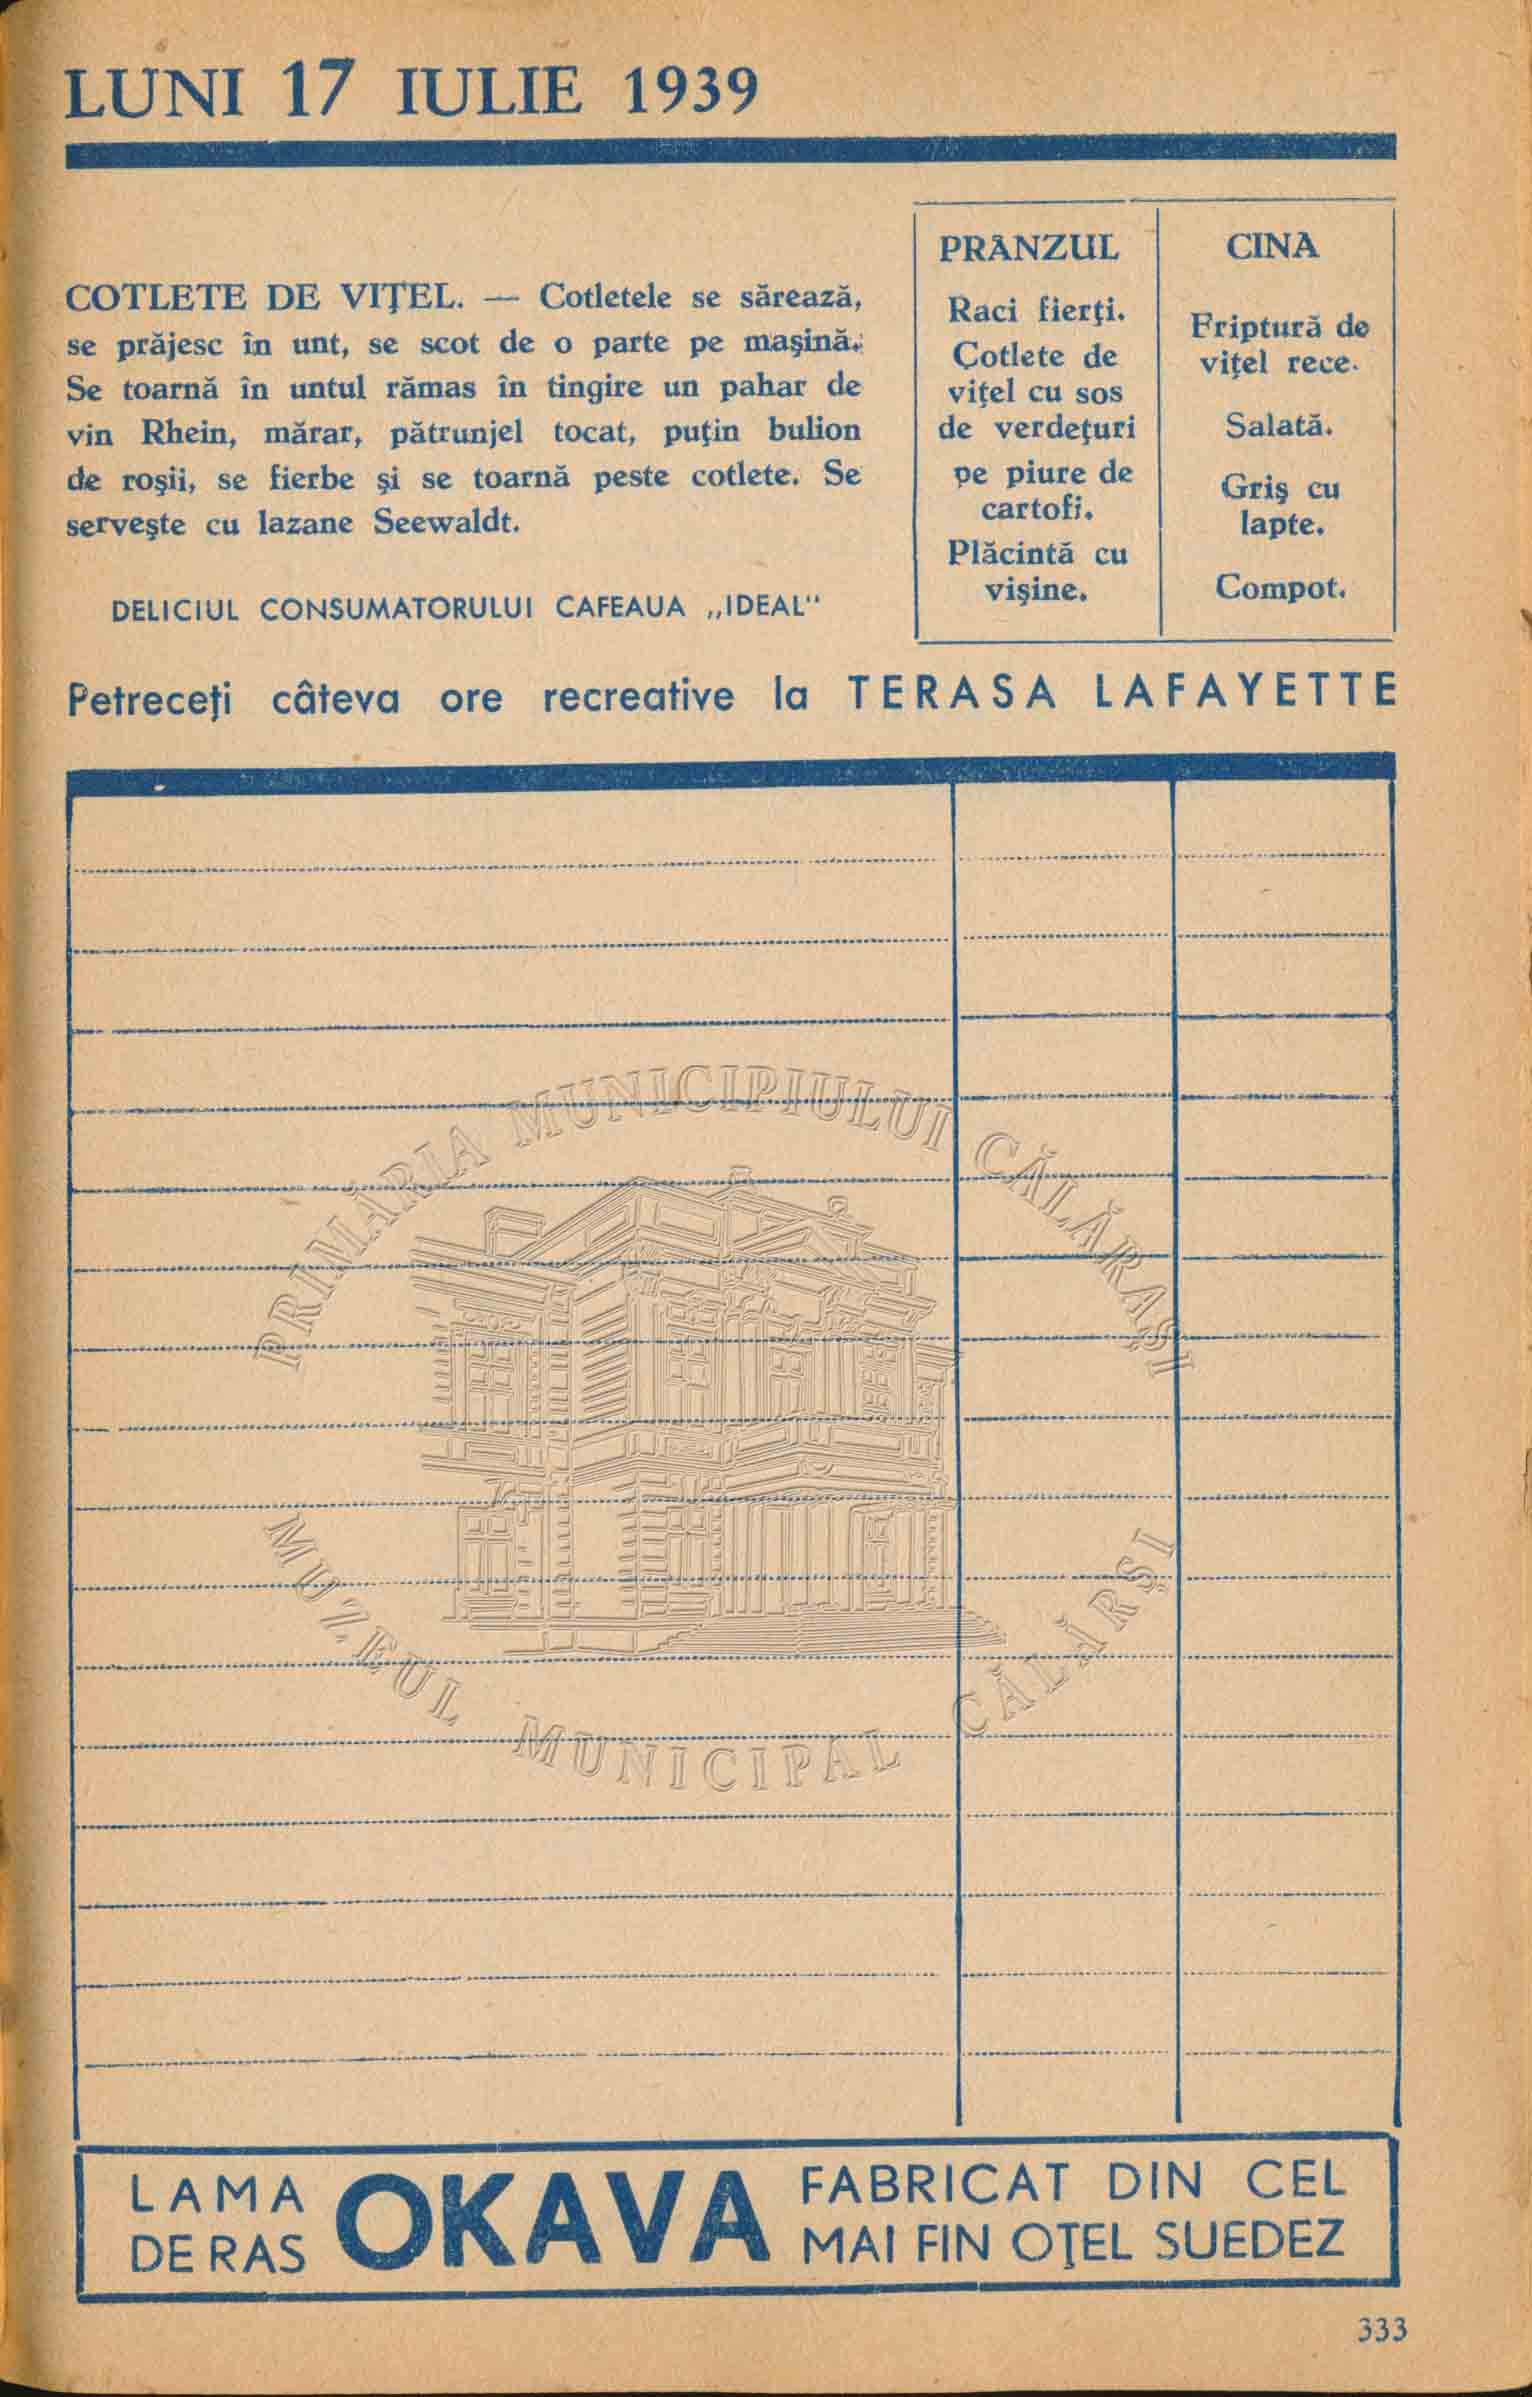 LUNI 17 IULIE 1939
COTLETE DE VIŢEL. — Cotletele se sărează,
se prăjesc în unt, se scot de o parte pe maşină.
Se toarnă în untul rămas în tingire un pahar de
vin Rhein, mărar, pătrunjel tocat, puţin bulion
de roşii, se fierbe şi se toarnă peste cotlete. Se
serveşte cu lazane Seewaldt.
DELICIUL CONSUMATORULUI CAFEAUA „IDEAL"
PRÂNZUL
Raci fierţi.
Cotlete de
viţel cu sos
de verdeţuri
pe piure de
cartofi.
Plăcintă cu
vişine.
CINA
Friptură de
viţel rece.
Salată.
Griş cu
lapte.
Compot.
Petreceţi câteva ore recreative la TERASA LAFAYETTE
PRIMĂRIA MUNICIPIULUI CĂLĂRAŞI
MUZEUL MUNICIPAL CĂLĂRŞI
LAMA
DE RAS
OKAVA
FABRICAT DIN CEL
MAI FIN OŢEL SUEDEZ
333